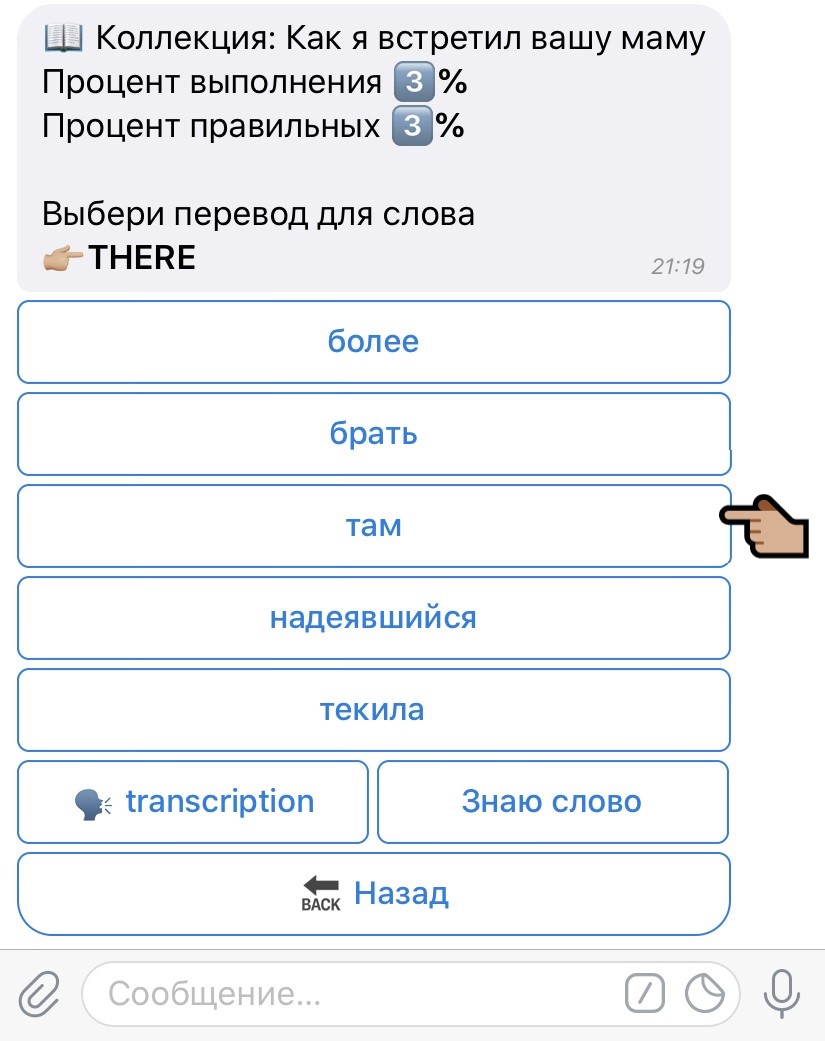 📖 Коллекция: Как я встретил вашу маму
Процент выполнения 3️⃣%
Процент правильных 3️⃣%
Выбери перевод для слова
👉🏼THERE
21:19
более
брать
там
надеявшийся
текила
🗣 transcription
Знаю слово
🔙 Назад
Сообщение...